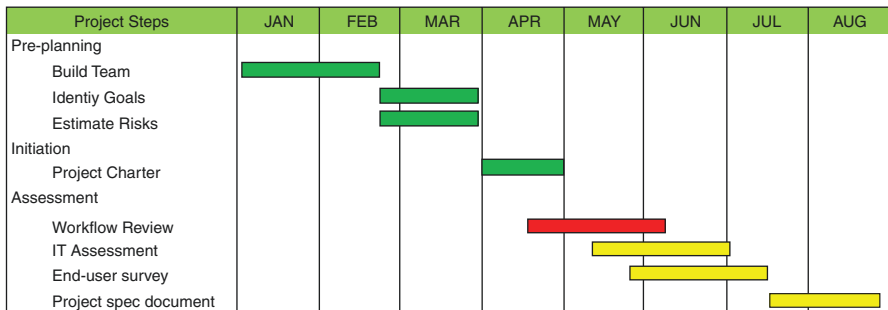 Project Steps JAN FEB MAR APR MAY JUN JUL AUG
Pre-planning
Build Team
Identiy Goals
Estimate Risks
Initiation
Project Charter
Assessment
Workflow Review
IT Assessment
End-user survey
Project spec document